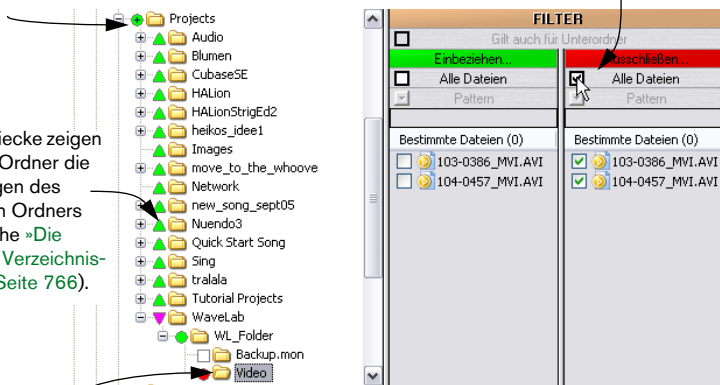 Projects
Audio
Blumen
CubaseSE
HALion
HALionStrigEd2
heikos_idee1
Images
move_to_the_whoove
Network
new_song_sept05
Nuendo3
Quick Start Song
Sing
tralala
Tutorial Projects
WaveLab
WL_Folder
Backup.mon
Video
iecke zeigen
Ordner die
gen des
n Ordners
he »Die
Verzeichnis-
Seite 766).
FILTER
Gilt auch für Unterordner
Einbeziehen...
Alle Dateien
Pattern
Bestimmte Dateien (0)
103-0386_MVI.AVI
104-0457_MVI.AVI
usschließen...
Alle Dateien
Pattern
Bestimmte Dateien (0)
103-0386_MVI.AVI
104-0457_MVI.AVI